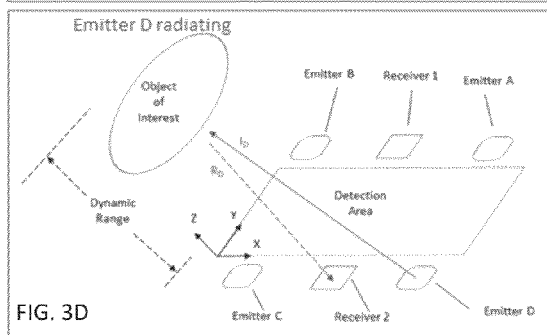 Emitter D radiating
Emitter B
Receiver 1
Emitter A
Object
of
Interest
I_D
R_D
Detection
Area
Dynamic
Range
Z
Y
X
FIG. 3D
Emitter C
Receiver 2
Emitter D